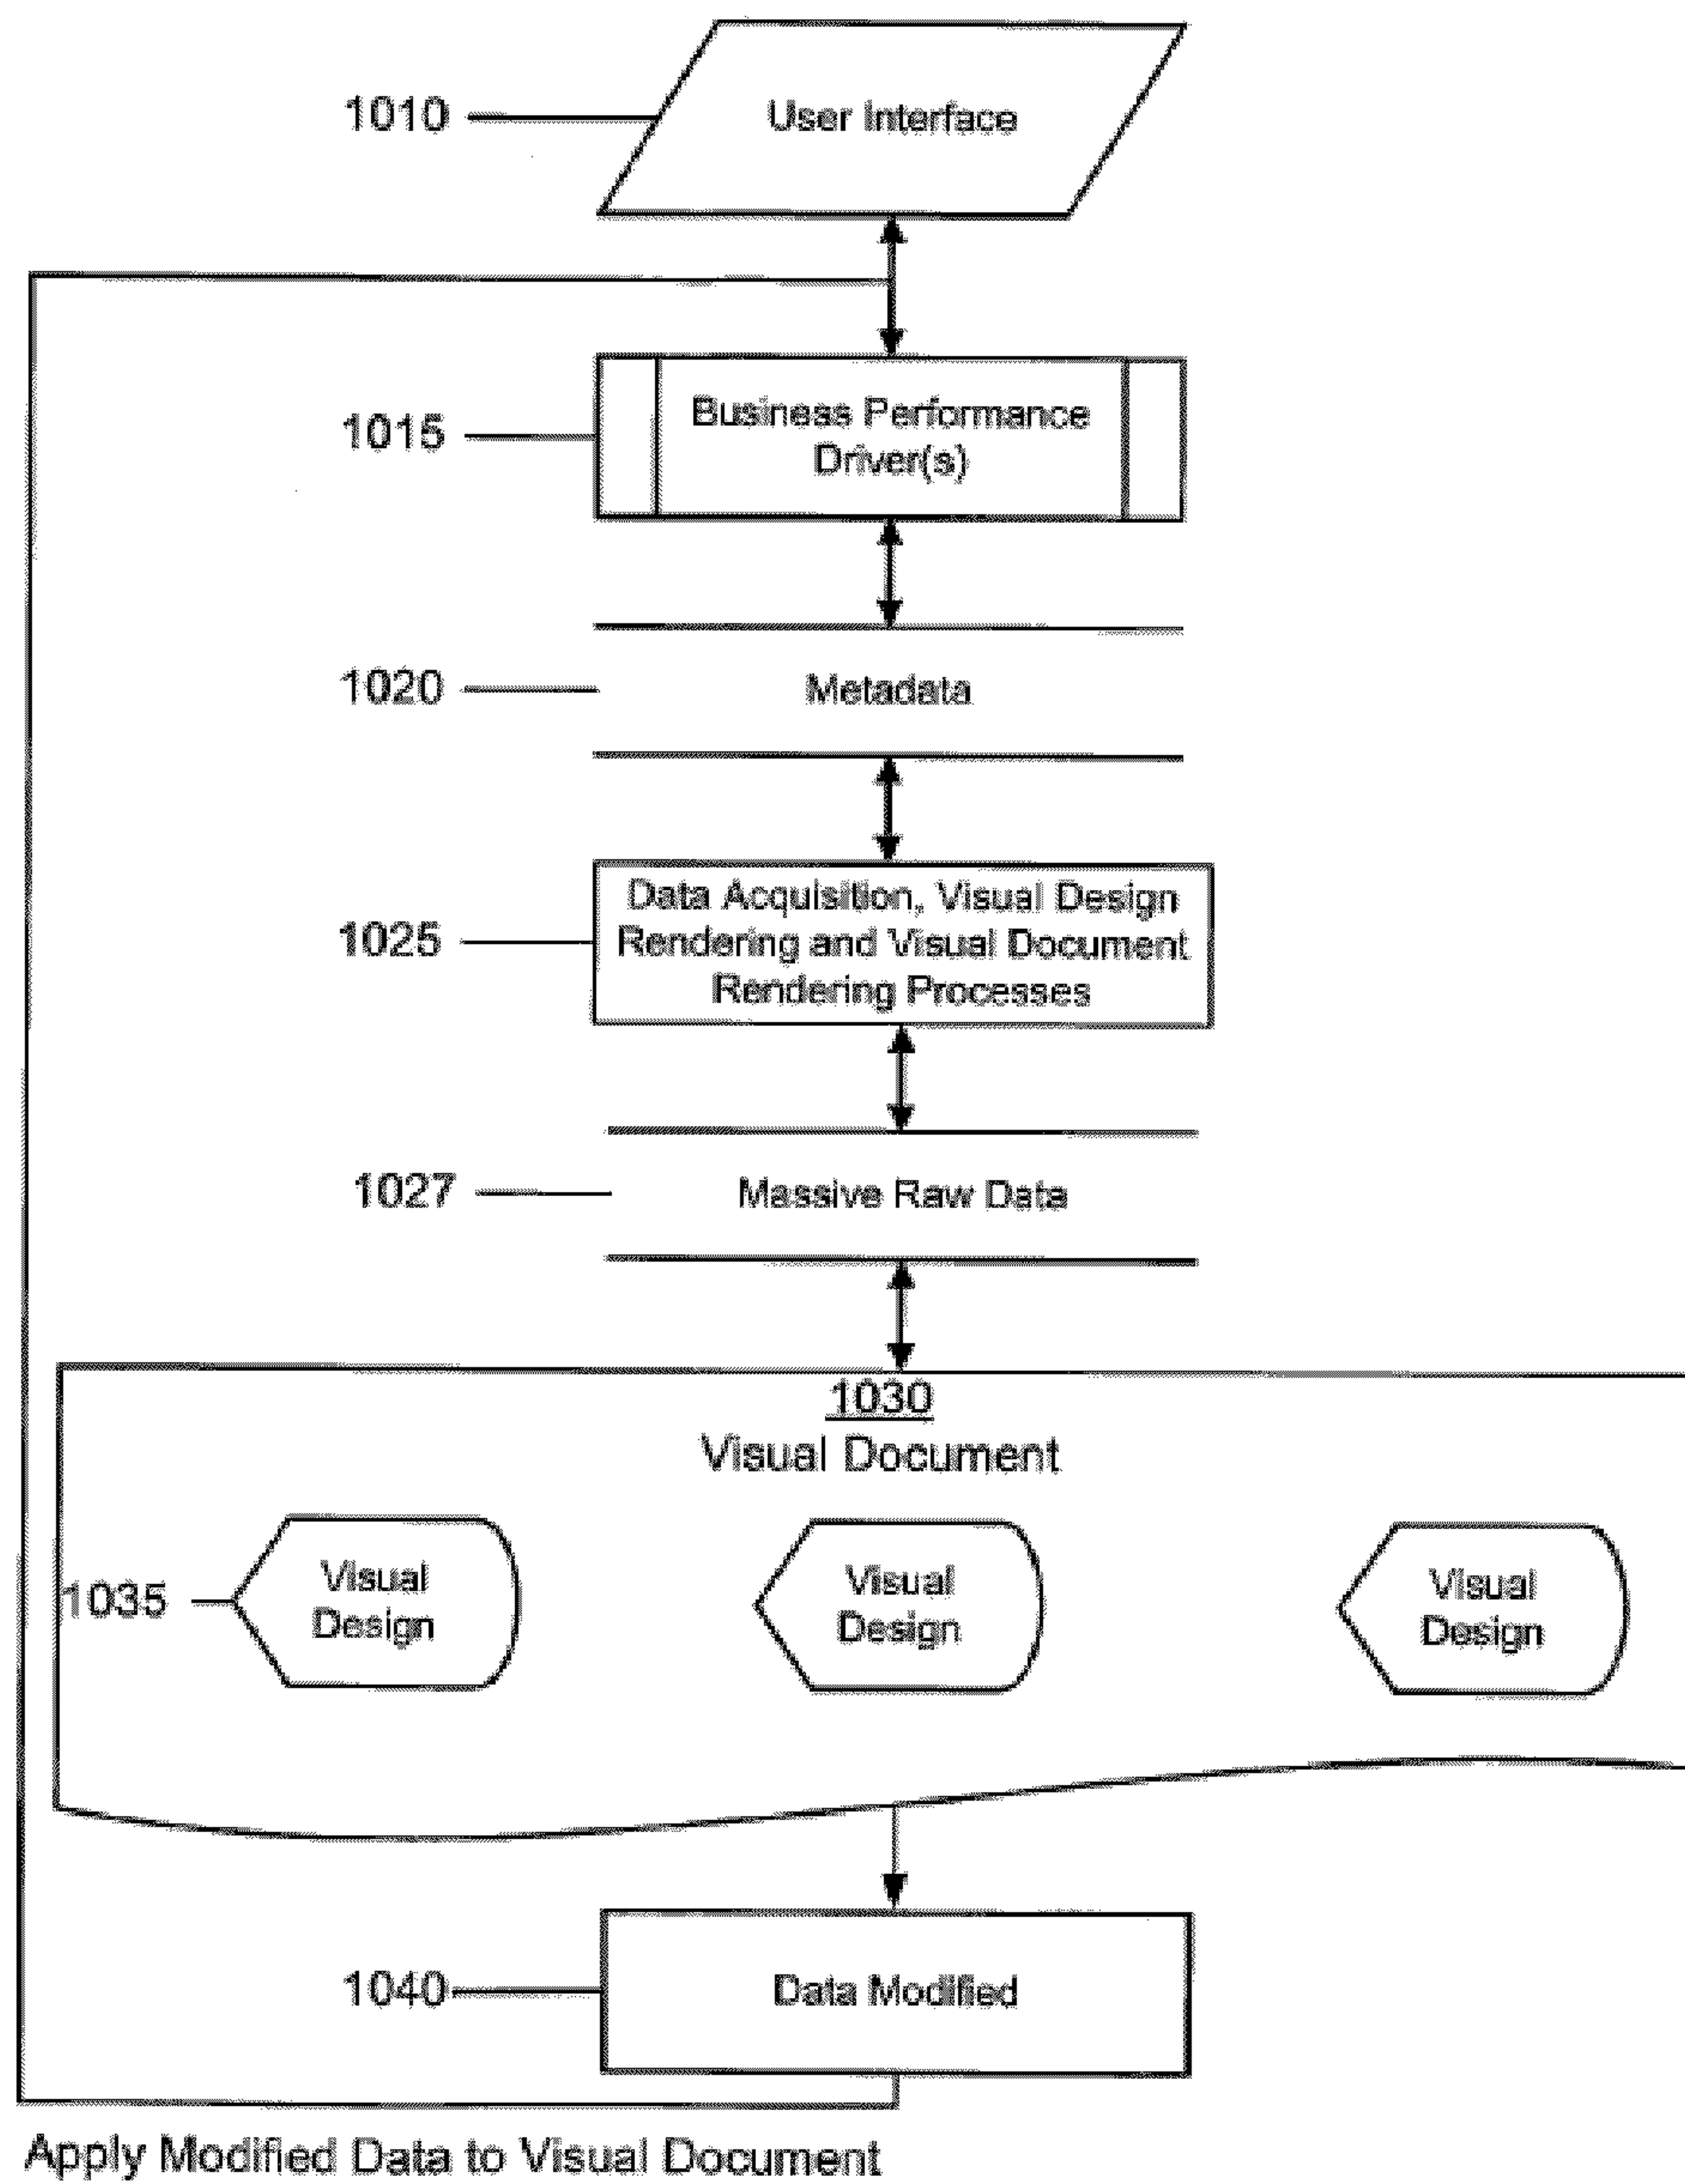 1010
User Interface
1015
Business Performance
Driver(s)
1020
Metadata
1025
Data Acquisition, Visual Design
Rendering and Visual Document
Rendering Processes
1027
Massive Raw Data
1030
Visual Document
1035
Visual
Design
Visual
Design
Visual
Design
1040
Data Modified
Apply Modified Data to Visual Document